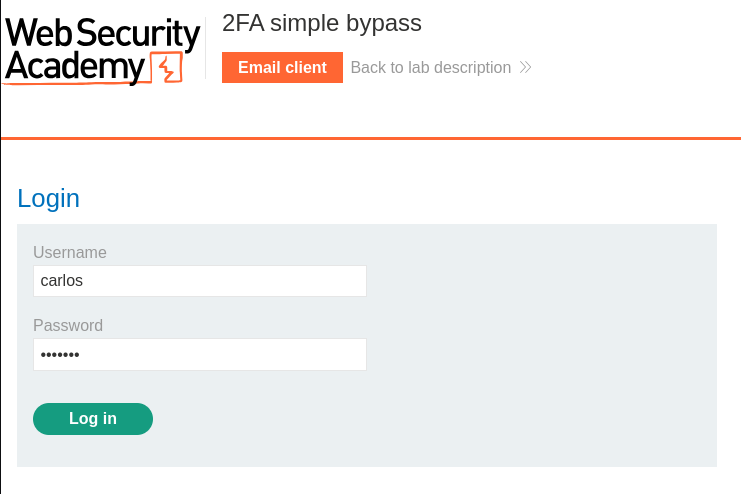 Web Security
Academy
2FA simple bypass
Email client
Back to lab description
Login
Username
carlos
Password
•••••••
Log in